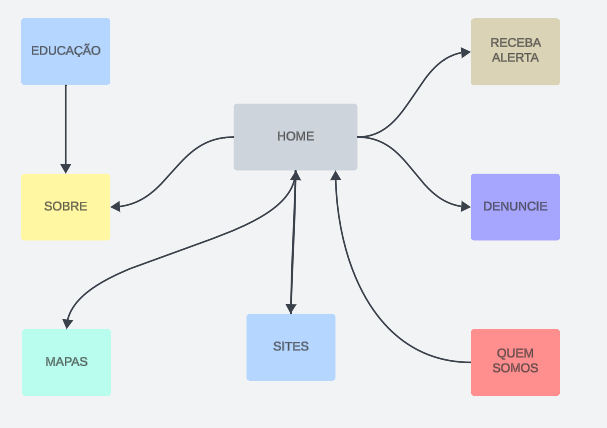 EDUCAÇÃO
RECEBA
ALERTA
HOME
SOBRE
DENUNCIE
MAPAS
SITES
QUEM
SOMOS